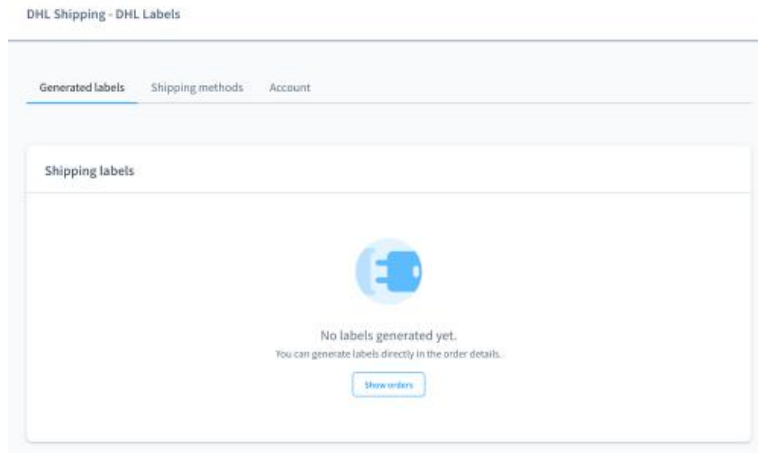 DHL Shipping - DHL Labels
Generated labels Shipping methods Account
Shipping labels
No labels generated yet.
You can generate labels directly in the order details.
Show orders